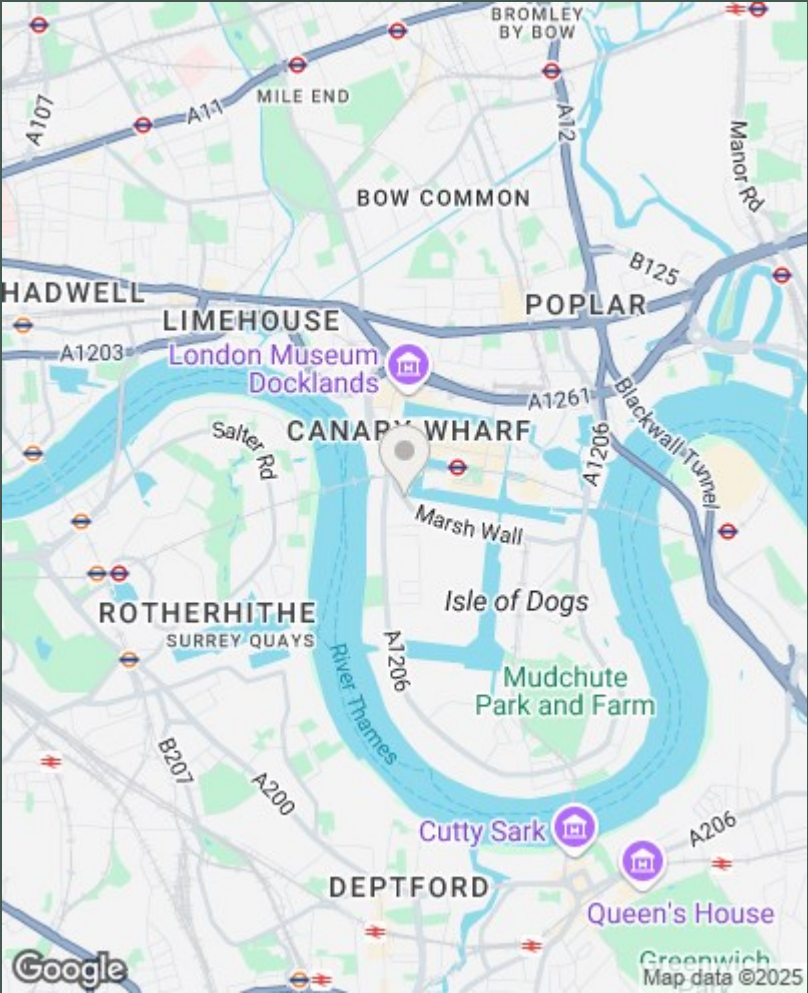 BROMLEY
BY BOW
A107
A11
MILE END
A12
Manor Rd
BOW COMMON
B125
HADWELL
LIMEHOUSE
POPLAR
A1203
London Museum
Docklands
A1261
Blackwall Tunnel
CANARY WHARF
Salter Rd
A1206
Marsh Wall
Isle of Dogs
ROTHERHITHE
SURREY QUAYS
A1206
River Thames
Mudchute
Park and Farm
B207
A200
Cutty Sark
A206
DEPTFORD
Queen's House
Greenwich
Google
Map data ©2025